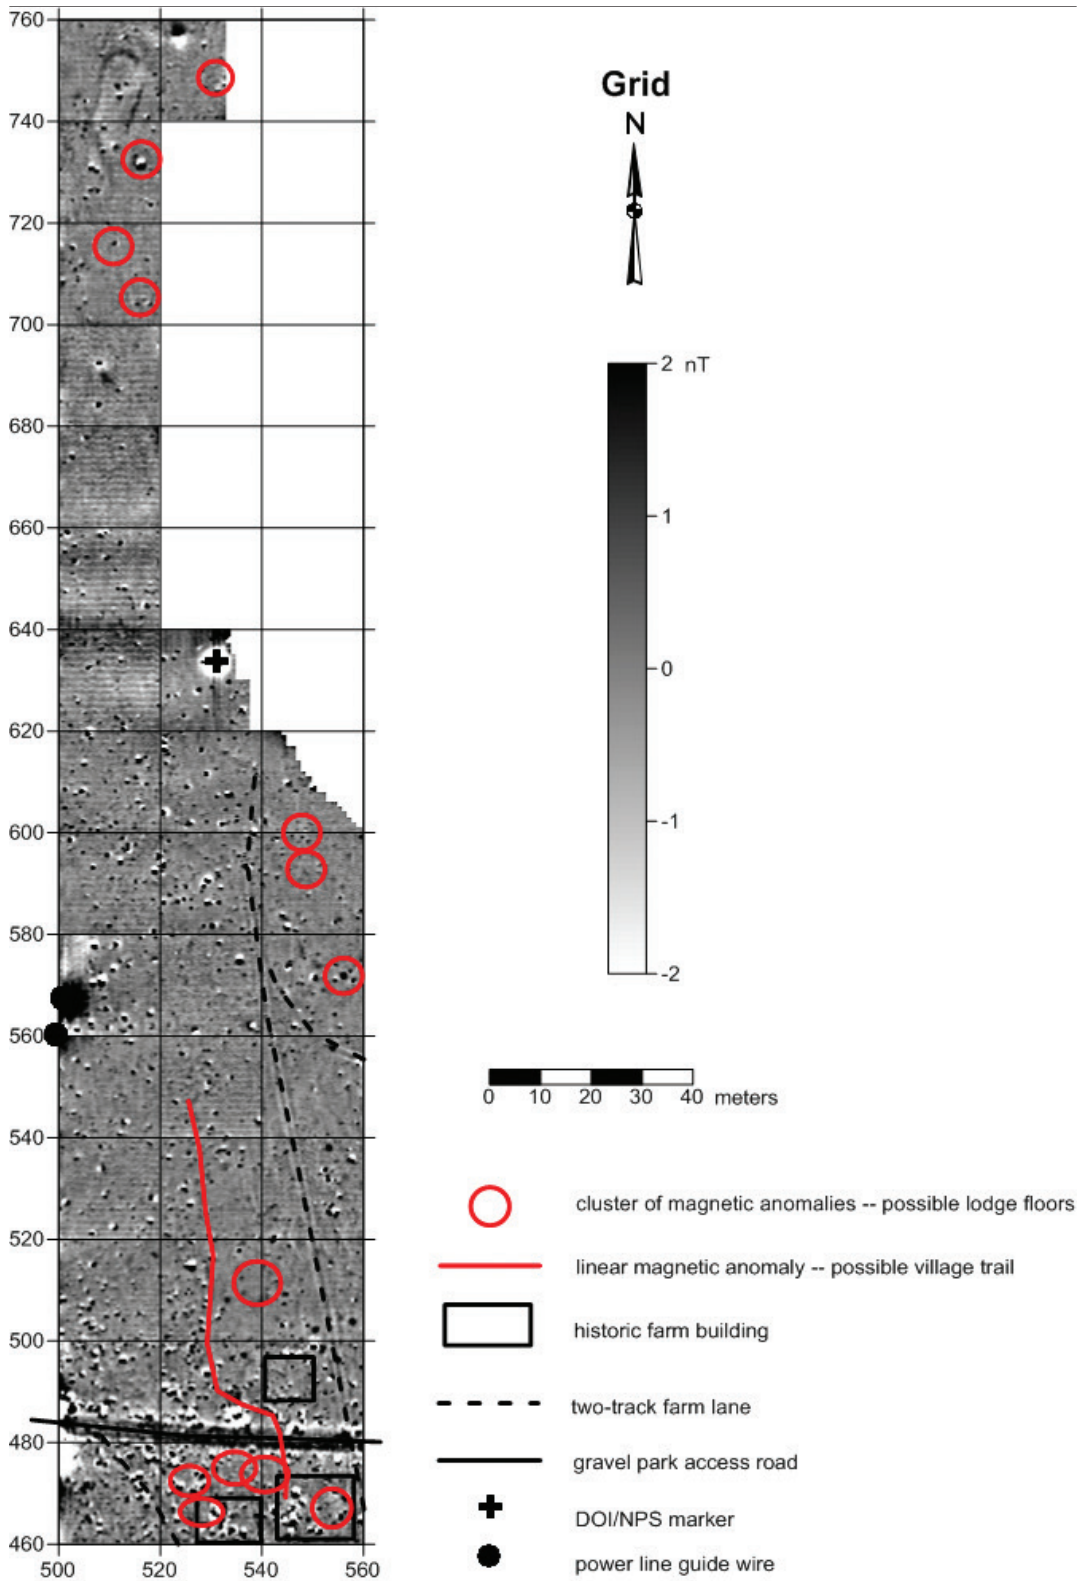 760
740
720
700
680
660
640
620
600
580
560
540
520
500
480
460
500 520 540 560
Grid
N
2 nT
1
0
-1
-2
0 10 20 30 40 meters
cluster of magnetic anomalies -- possible lodge floors
linear magnetic anomaly -- possible village trail
historic farm building
two-track farm lane
gravel park access road
DOI/NPS marker
power line guide wire